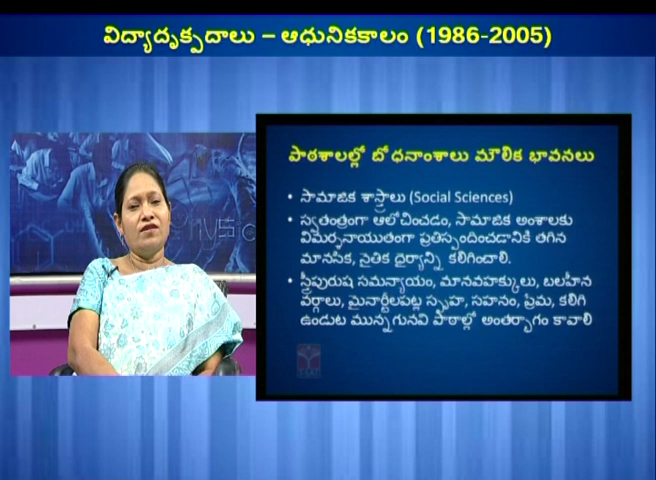 విద్యాదృక్పదాలు – ఆధునికకాలం (1986-2005)
పాఠశాలల్లో బోధనాంశాలు మౌలిక భావనలు
• సామాజిక శాస్త్రాలు (Social Sciences)
• స్వతంత్రంగా ఆలోచించడం, సామాజిక అంశాలకు
విమర్శనాయుతంగా ప్రతిస్పందించడానికి తగిన
మానసిక, నైతిక ధైర్యాన్ని కలిగించాలి.
• స్త్రీపురుష సమన్యాయం, మానవహక్కులు, బలహీన
వర్గాలు, మైనార్టీలపట్ల స్పృహ, సహనం, ప్రేమ, కలిగి
ఉండుట మున్నగునవి పాఠాల్లో అంతర్భాగం కావాలి